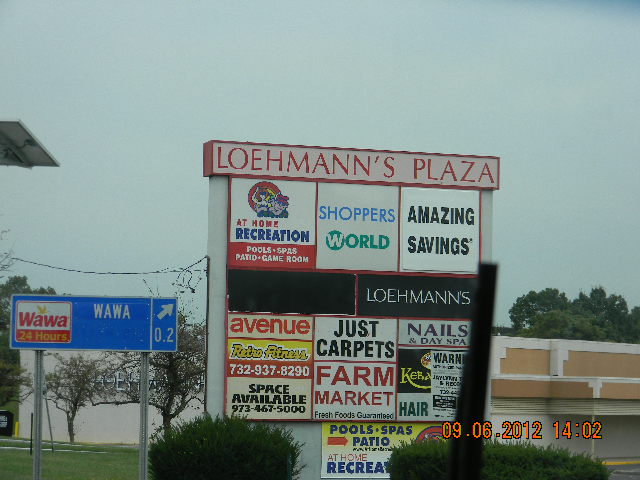 LOEHMANN'S PLAZA
AT HOME
RECREATION
POOLS·SPAS
PATIO·GAME ROOM
SHOPPERS
WORLD
AMAZING
SAVINGS
LOEHMANN'S
avenue
Retro Fitness
732-937-8290
SPACE
AVAILABLE
973-467-5000
JUST
CARPETS
FARM
MARKET
Fresh Foods Guaranteed
NAILS
& DAY SPA
HAIR
POOLS·SPAS
PATIO
AT HOME
RECREA
Wawa
24 Hours
WAWA
0.2
09.06.2012 14:02